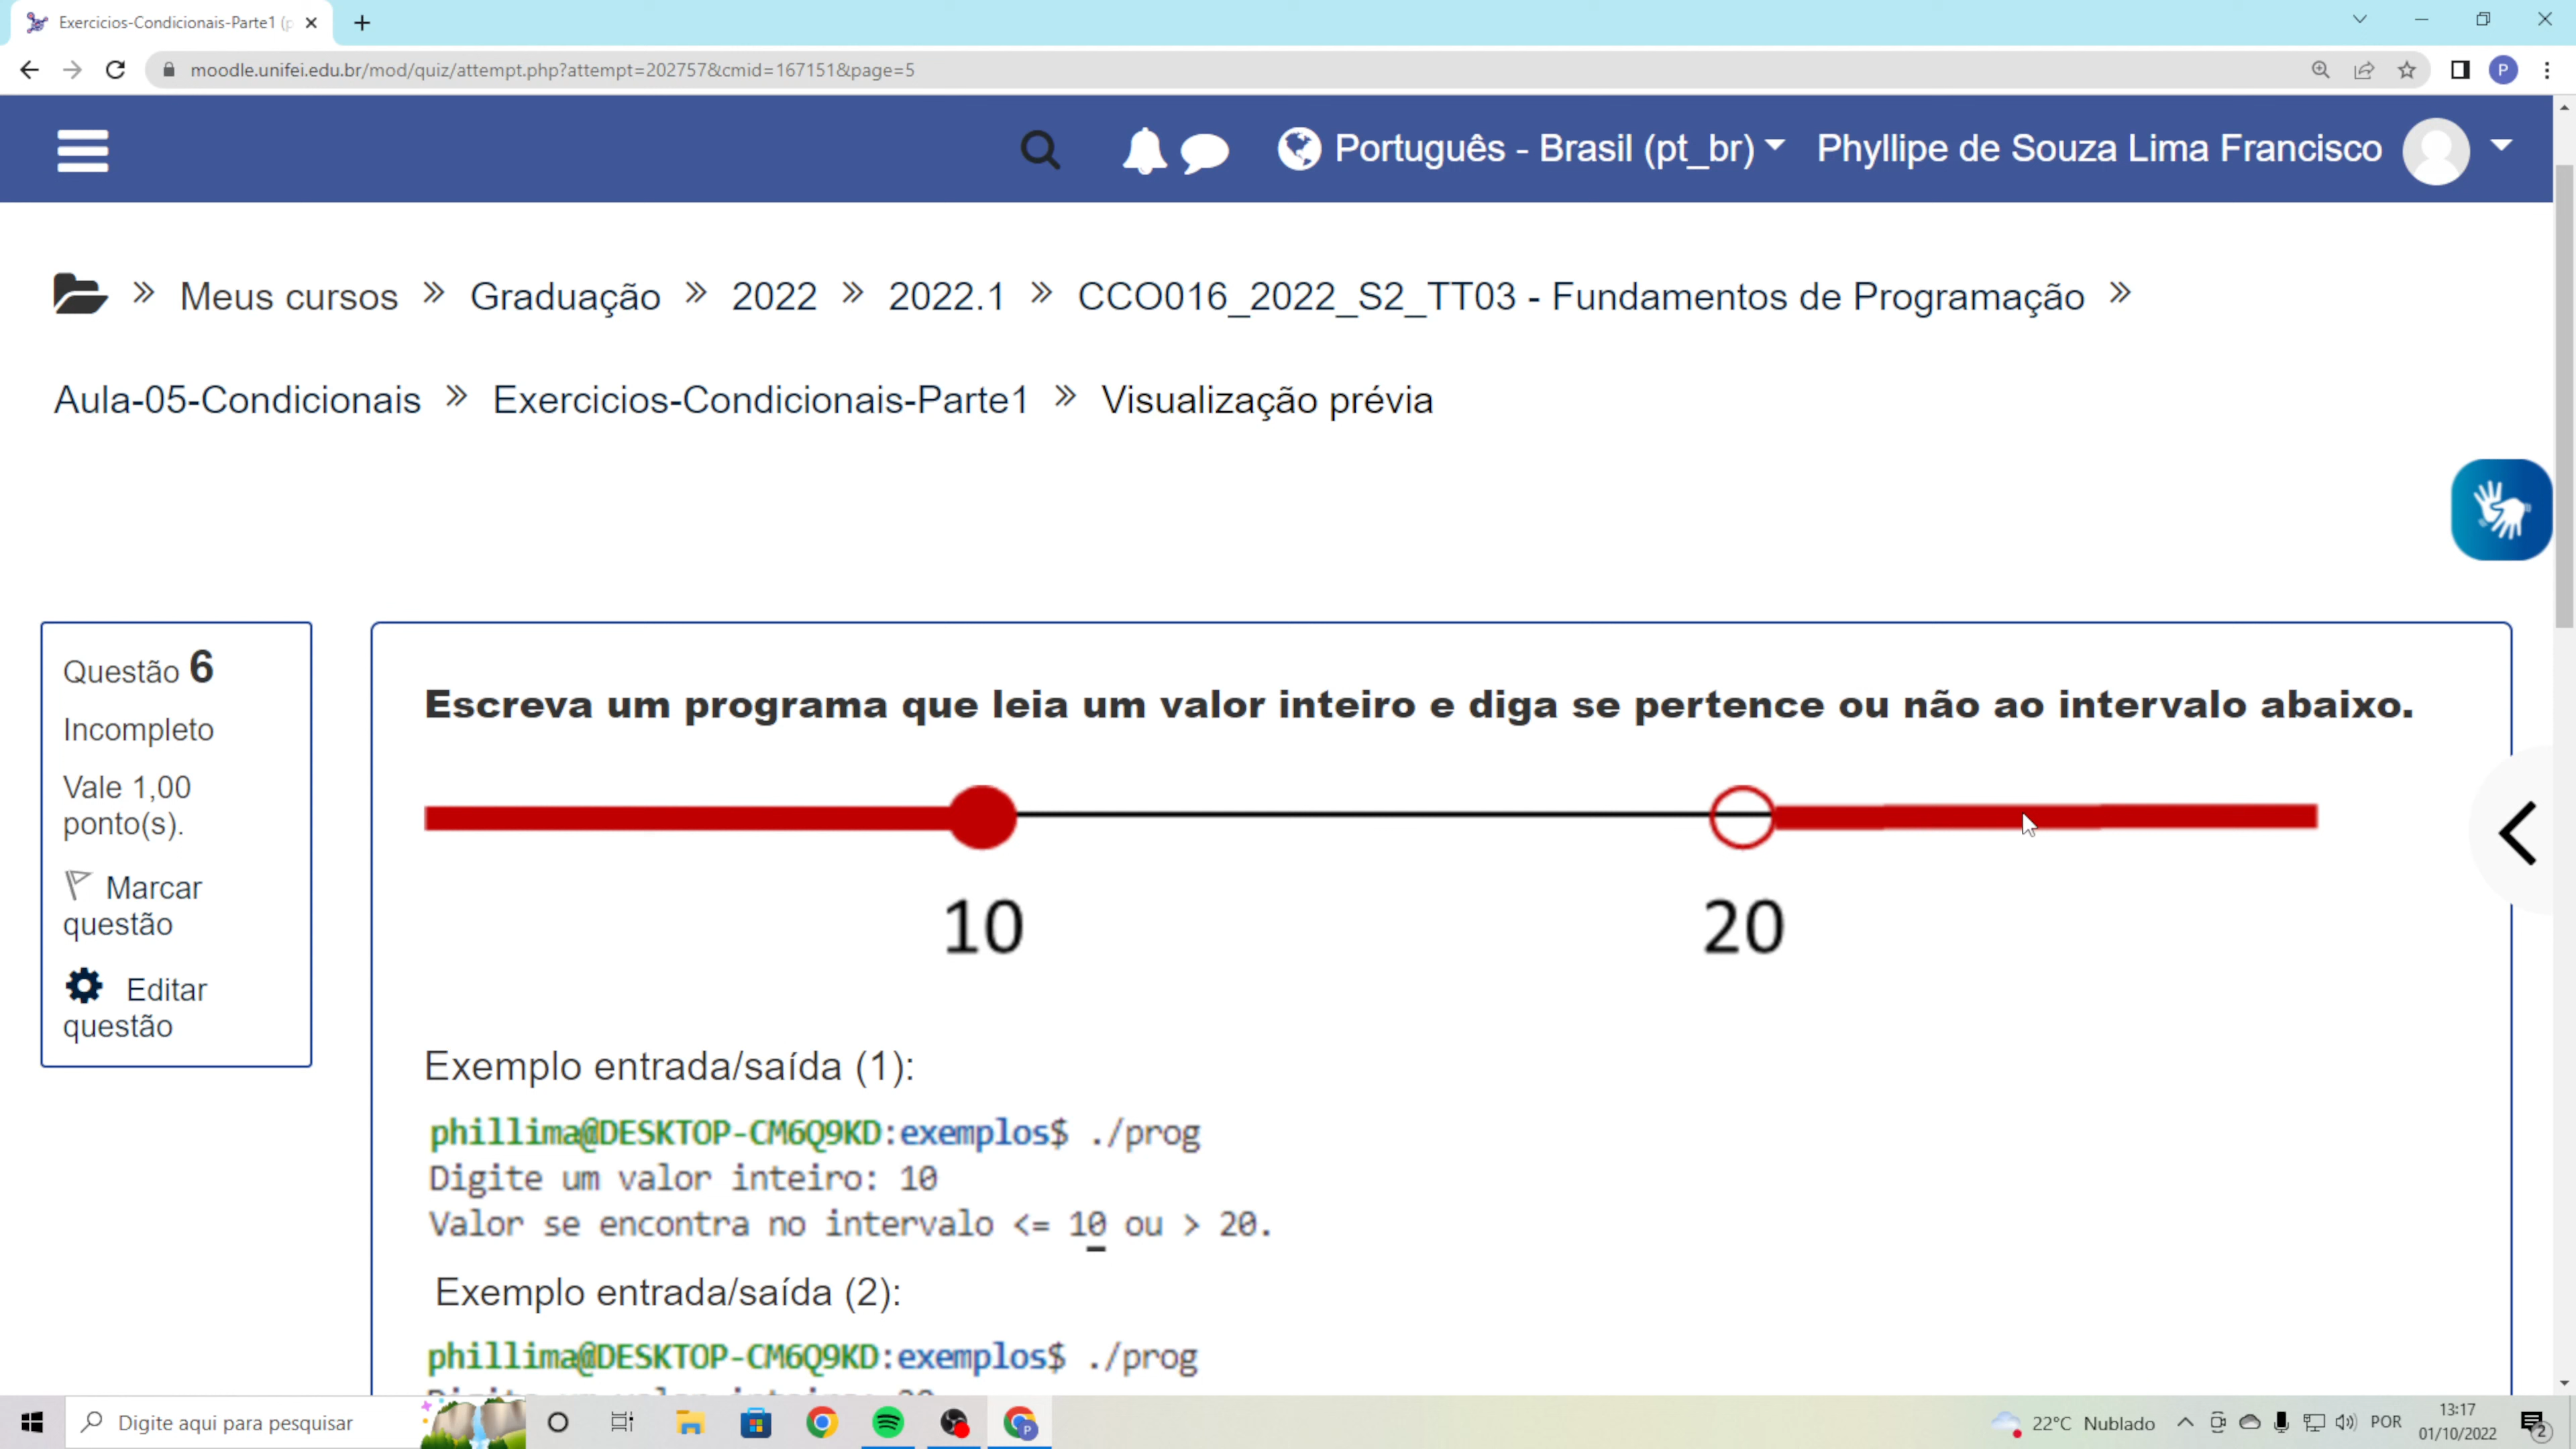 Exercicios-Condicionais-Parte1 (p
moodle.unifei.edu.br/mod/quiz/attempt.php?attempt=202757&cmid=167151&page=5
P
Português - Brasil (pt_br)
Phyllipe de Souza Lima Francisco
» Meus cursos » Graduação » 2022 » 2022.1 » CCO016_2022_S2_TT03 - Fundamentos de Programação »
Aula-05-Condicionais » Exercicios-Condicionais-Parte1 » Visualização prévia
Questão 6
Incompleto
Vale 1,00
ponto(s).
Marcar
questão
Editar
questão
Escreva um programa que leia um valor inteiro e diga se pertence ou não ao intervalo abaixo.
10
20
Exemplo entrada/saída (1):
phillima@DESKTOP-CM6Q9KD:exemplos$ ./prog
Digite um valor inteiro: 10
Valor se encontra no intervalo <= 10 ou > 20.
Exemplo entrada/saída (2):
phillima@DESKTOP-CM6Q9KD:exemplos$ ./prog
Digite aqui para pesquisar
22°C Nublado
POR
13:17
01/10/2022
2